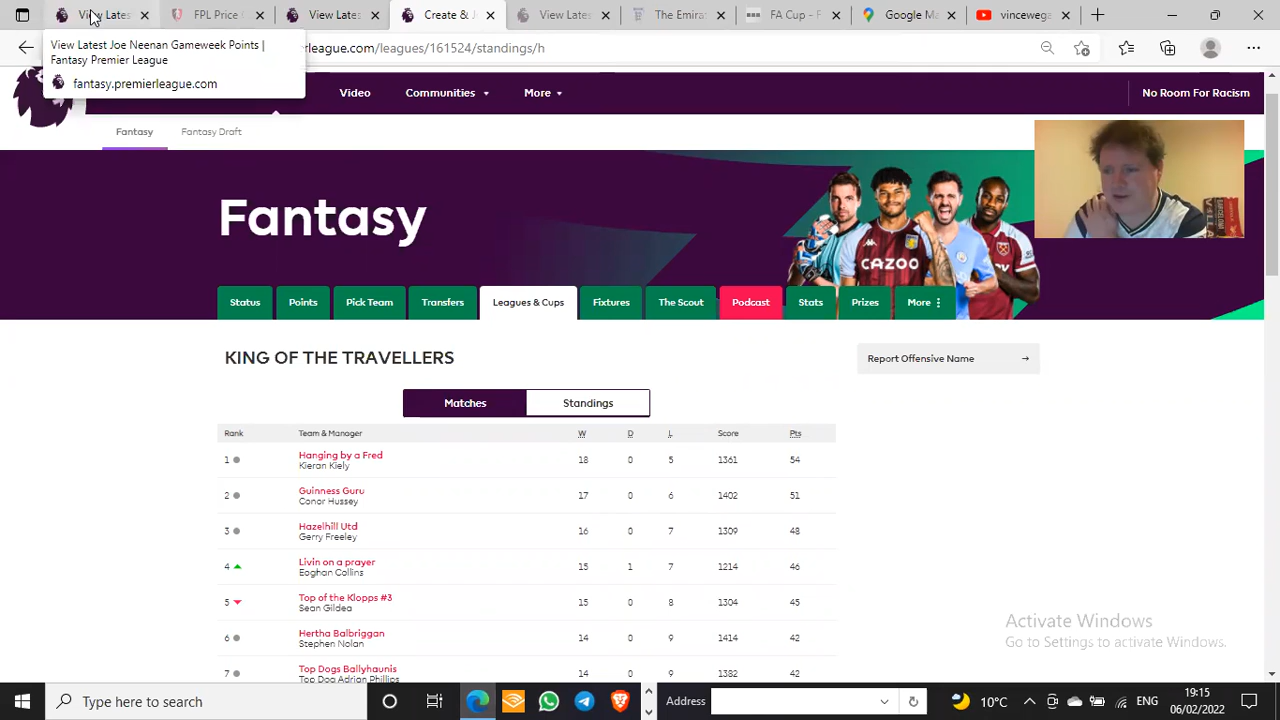 View Lates
FPL Price C
View Lates
Create & J
View Lates
The Emirat
FA Cup - F
Google Ma
vincewega
View Latest Joe Neenan Gameweek Points |
Fantasy Premier League
fantasy.premierleague.com
erleague.com/leagues/161524/standings/h
Video
Communities
More
No Room For Racism
Fantasy
Fantasy Draft
Fantasy
CAZOO
Status
Points
Pick Team
Transfers
Leagues & Cups
Fixtures
The Scout
Podcast
Stats
Prizes
More
KING OF THE TRAVELLERS
Report Offensive Name
Matches
Standings
Rank Team & Manager W D L Score Pts
1 Hanging by a Fred 18 0 5 1361 54
Kieran Kiely
2 Guinness Guru 17 0 6 1402 51
Conor Hussey
3 Hazelhill Utd 16 0 7 1309 48
Gerry Freeley
4 Livin on a prayer 15 1 7 1214 46
Eoghan Collins
5 Top of the Klopps #3 15 0 8 1304 45
Sean Gildea
6 Hertha Balbriggan 14 0 9 1414 42
Stephen Nolan
7 Top Dogs Ballyhaunis 14 0 9 1382 42
Top Dog Adrian Phillips
Activate Windows
Go to Settings to activate Windows.
Type here to search
Address
10°C
ENG
19:15
06/02/2022